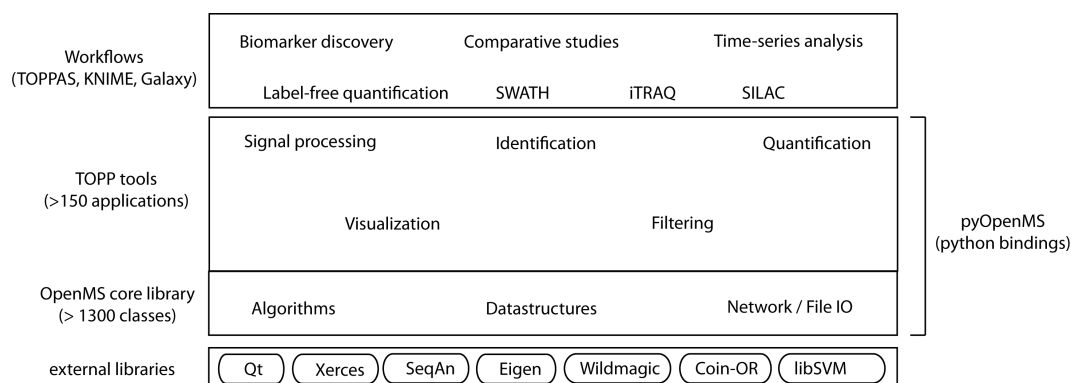 Workflows
(TOPPAS, KNIME, Galaxy)
Biomarker discovery
Comparative studies
Time-series analysis
Label-free quantification
SWATH
iTRAQ
SILAC
TOPP tools
(>150 applications)
Signal processing
Identification
Quantification
Visualization
Filtering
pyOpenMS
(python bindings)
OpenMS core library
(> 1300 classes)
Algorithms
Datastructures
Network / File IO
external libraries
Qt
Xerces
SeqAn
Eigen
Wildmagic
Coin-OR
libSVM